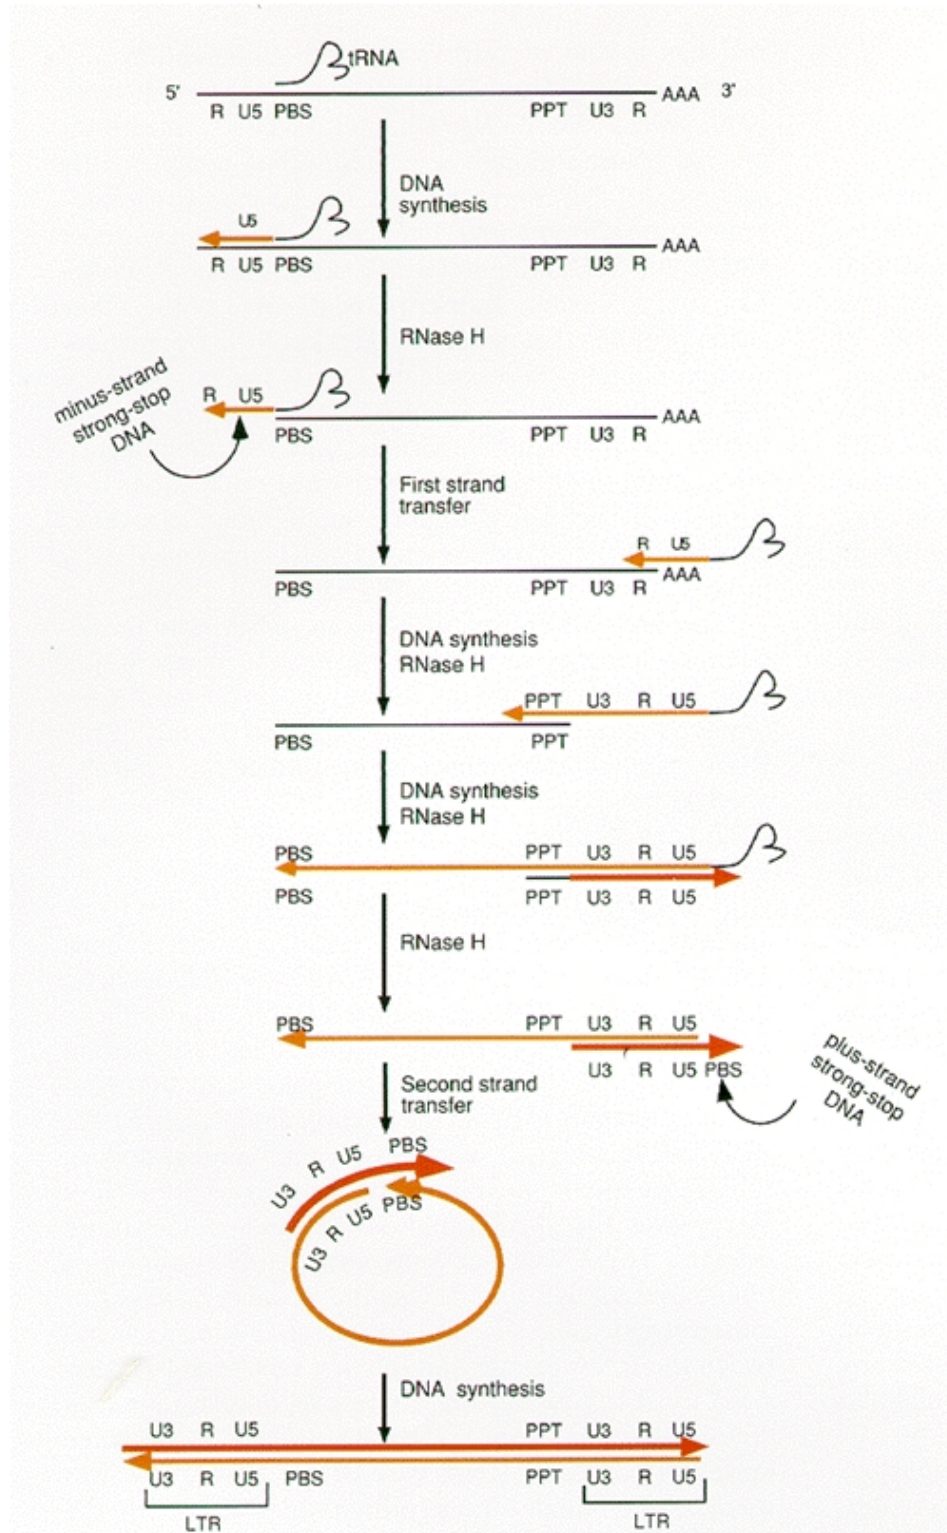 tRNA
5' AAA 3'
R U5 PBS PPT U3 R
DNA
synthesis
U5
AAA
R U5 PBS PPT U3 R
RNase H
minus-strand
strong-stop
DNA
R U5
AAA
PBS PPT U3 R
First strand
transfer
R U5
AAA
PBS PPT U3 R
DNA synthesis
RNase H
PPT U3 R U5
PBS PPT
DNA synthesis
RNase H
PBS PPT U3 R U5
PBS PPT U3 R U5
RNase H
PBS PPT U3 R U5
U3 R U5 PBS
plus-strand
strong-stop
DNA
Second strand
transfer
U3 R U5 PBS
U3 R U5 PBS
DNA synthesis
U3 R U5 PPT U3 R U5
U3 R U5 PBS PPT U3 R U5
LTR LTR